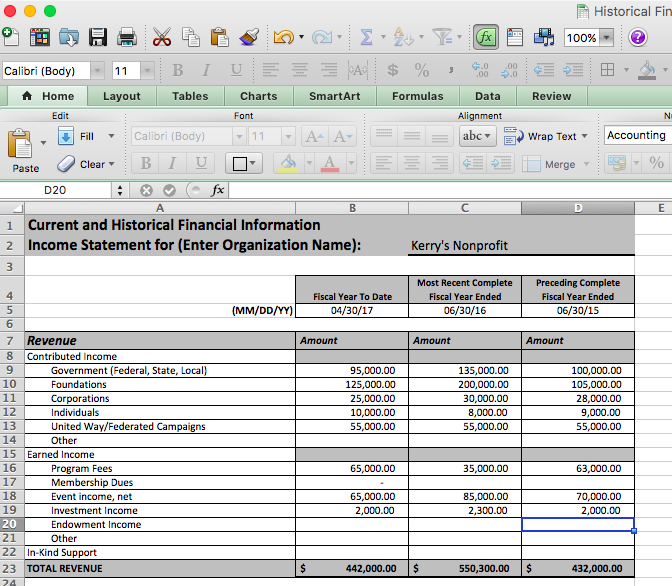 Historical Fin
100%
Calibri (Body) 11 B I U $ % ,
Home Layout Tables Charts SmartArt Formulas Data Review
Edit Font Alignment N
Paste Fill Clear
Calibri (Body) 11 A A
B I U A
abc Wrap Text
Merge
Accounting
%
D20 fx
A B C D E
1 Current and Historical Financial Information
2 Income Statement for (Enter Organization Name): Kerry's Nonprofit
3
4 Fiscal Year To Date Most Recent Complete Fiscal Year Ended Preceding Complete Fiscal Year Ended
5 (MM/DD/YY) 04/30/17 06/30/16 06/30/15
6
7 Revenue Amount Amount Amount
8 Contributed Income
9 Government (Federal, State, Local) 95,000.00 135,000.00 100,000.00
10 Foundations 125,000.00 200,000.00 105,000.00
11 Corporations 25,000.00 30,000.00 28,000.00
12 Individuals 10,000.00 8,000.00 9,000.00
13 United Way/Federated Campaigns 55,000.00 55,000.00 55,000.00
14 Other
15 Earned Income
16 Program Fees 65,000.00 35,000.00 63,000.00
17 Membership Dues -
18 Event income, net 65,000.00 85,000.00 70,000.00
19 Investment Income 2,000.00 2,300.00 2,000.00
20 Endowment Income
21 Other
22 In-Kind Support
23 TOTAL REVENUE $ 442,000.00 $ 550,300.00 $ 432,000.00
24